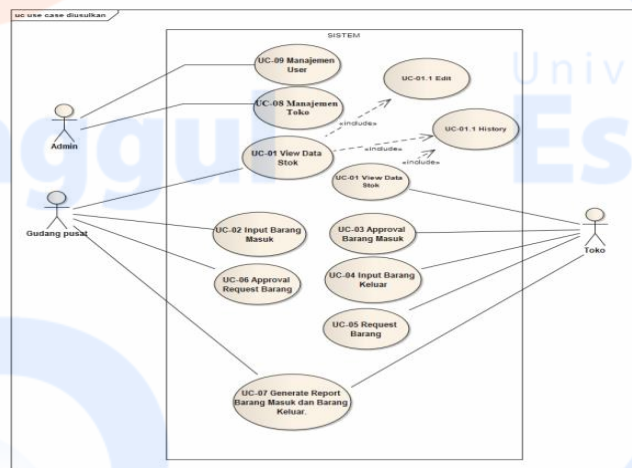 uc use case diusulkan
SISTEM
UC-09 Manajemen
User
UC-01.1 Edit
UC-08 Manajemen
Toko
«include»
Admin
UC-01 View Data
Stok
«include»
UC-01.1 History
«include»
UC-01 View Data
Stok
Gudang pusat
UC-02 Input Barang
Masuk
UC-03 Approval
Barang Masuk
Toko
UC-06 Approval
Request Barang
UC-04 Input Barang
Keluar
UC-05 Request
Barang
UC-07 Generate Report
Barang Masuk dan Barang
Keluar.
Univ
Es
nggul